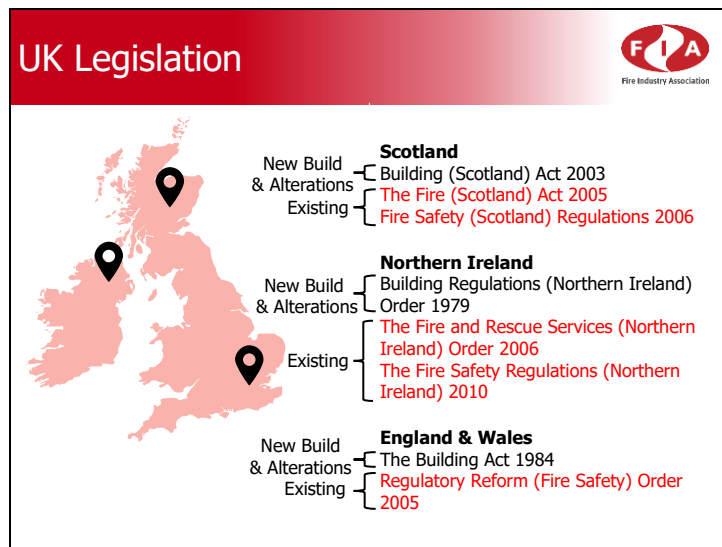 UK Legislation
F I A
Fire Industry Association
Scotland
New Build
& Alterations
Building (Scotland) Act 2003
Existing
The Fire (Scotland) Act 2005
Fire Safety (Scotland) Regulations 2006
Northern Ireland
New Build
& Alterations
Building Regulations (Northern Ireland)
Order 1979
Existing
The Fire and Rescue Services (Northern
Ireland) Order 2006
The Fire Safety Regulations (Northern
Ireland) 2010
England & Wales
New Build
& Alterations
The Building Act 1984
Existing
Regulatory Reform (Fire Safety) Order
2005